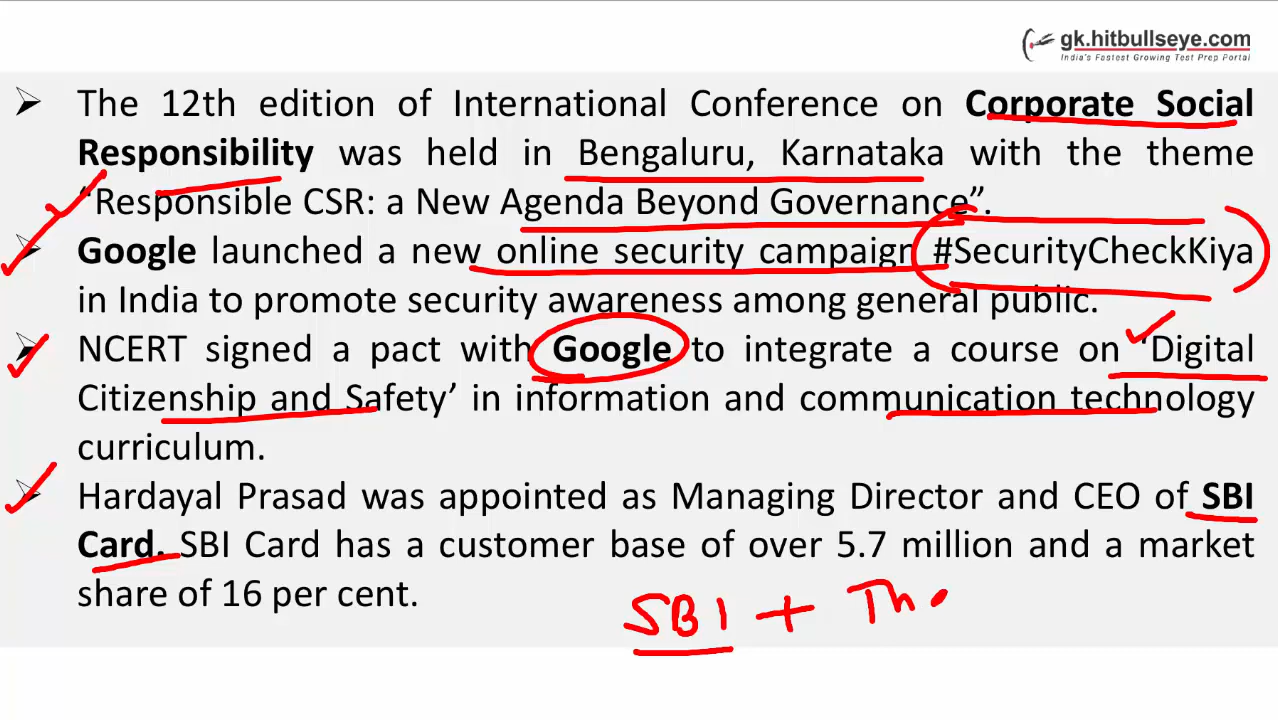 gk.hitbullseye.com
India's Fastest Growing Test Prep Portal
➢ The 12th edition of International Conference on Corporate Social
Responsibility was held in Bengaluru, Karnataka with the theme
“Responsible CSR: a New Agenda Beyond Governance”.
➢ Google launched a new online security campaign #SecurityCheckKiya
in India to promote security awareness among general public.
➢ NCERT signed a pact with Google to integrate a course on ‘Digital
Citizenship and Safety’ in information and communication technology
curriculum.
➢ Hardayal Prasad was appointed as Managing Director and CEO of SBI
Card. SBI Card has a customer base of over 5.7 million and a market
share of 16 per cent.
SBI + Th